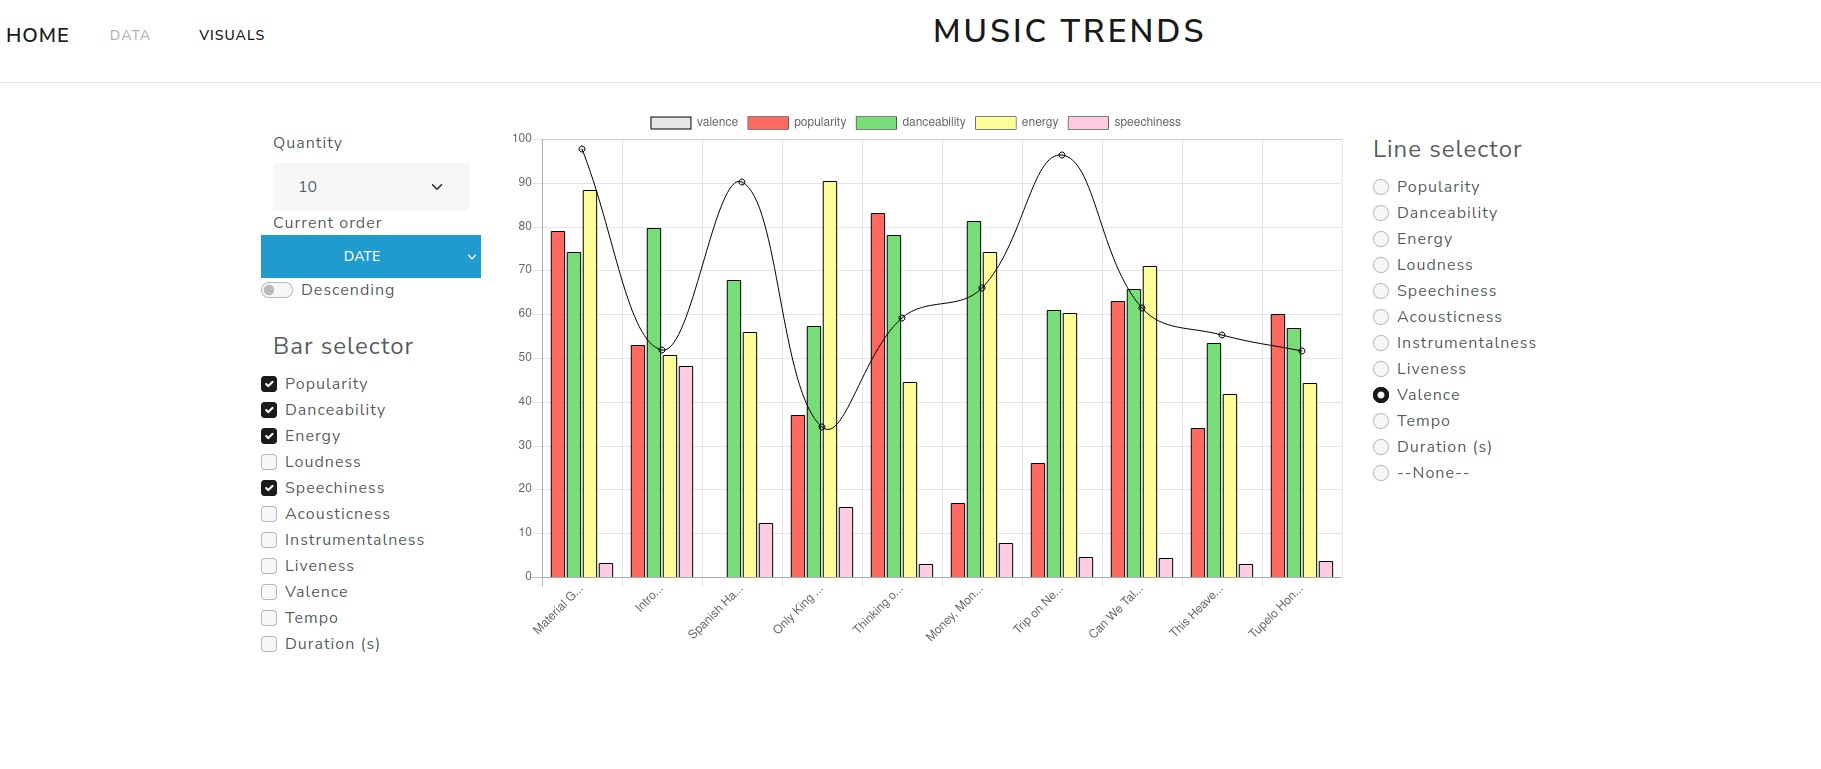 HOME DATA VISUALS
MUSIC TRENDS
Quantity
10
Current order
DATE
Descending
Bar selector
Popularity
Danceability
Energy
Loudness
Speechiness
Acousticness
Instrumentalness
Liveness
Valence
Tempo
Duration (s)
valence popularity danceability energy speechiness
100
90
80
70
60
50
40
30
20
10
0
Material G...
Intro...
Spanish Ha...
Only King ...
Thinking o...
Money, Mon...
Trip on Ne...
Can We Tal...
This Heave...
Tupelo Hon...
Line selector
Popularity
Danceability
Energy
Loudness
Speechiness
Acousticness
Instrumentalness
Liveness
Valence
Tempo
Duration (s)
--None--